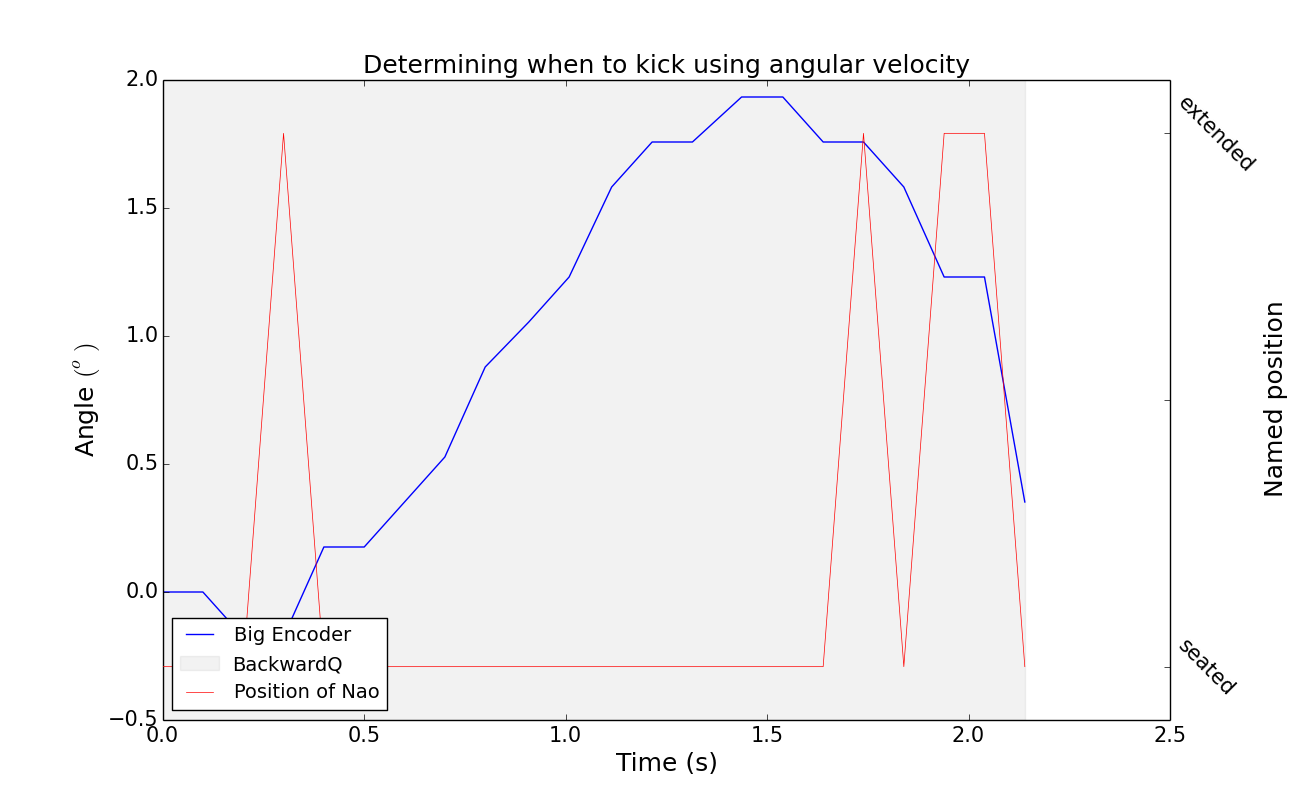 Determining when to kick using angular velocity
2.0
1.5
1.0
0.5
0.0
−0.5
Angle (°)
0.0
0.5
1.0
1.5
2.0
2.5
Time (s)
extended
seated
Named position
Big Encoder
BackwardQ
Position of Nao